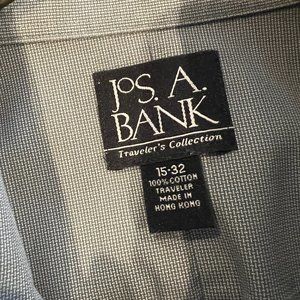 JOS. A.
BANK
Traveler's Collection
15-32
100% COTTON
TRAVELER
MADE IN
HONG KONG